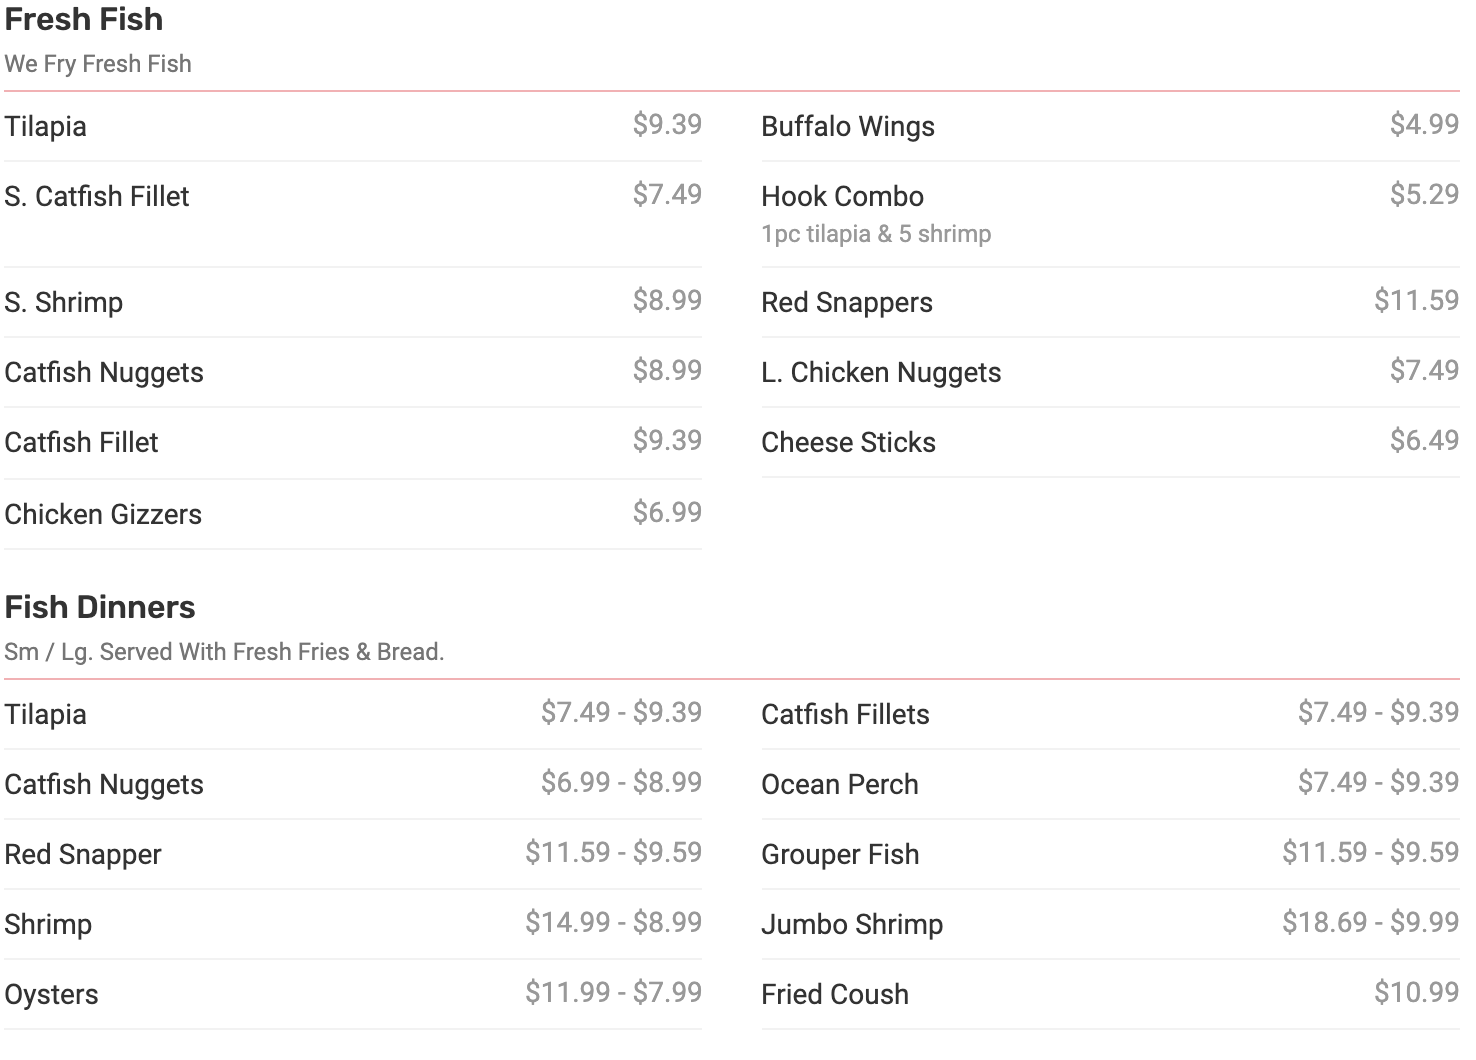 Fresh Fish
We Fry Fresh Fish
Tilapia $9.39
Buffalo Wings $4.99
S. Catfish Fillet $7.49
Hook Combo $5.29
1pc tilapia & 5 shrimp
S. Shrimp $8.99
Red Snappers $11.59
Catfish Nuggets $8.99
L. Chicken Nuggets $7.49
Catfish Fillet $9.39
Cheese Sticks $6.49
Chicken Gizzers $6.99
Fish Dinners
Sm / Lg. Served With Fresh Fries & Bread.
Tilapia $7.49 - $9.39
Catfish Fillets $7.49 - $9.39
Catfish Nuggets $6.99 - $8.99
Ocean Perch $7.49 - $9.39
Red Snapper $11.59 - $9.59
Grouper Fish $11.59 - $9.59
Shrimp $14.99 - $8.99
Jumbo Shrimp $18.69 - $9.99
Oysters $11.99 - $7.99
Fried Coush $10.99